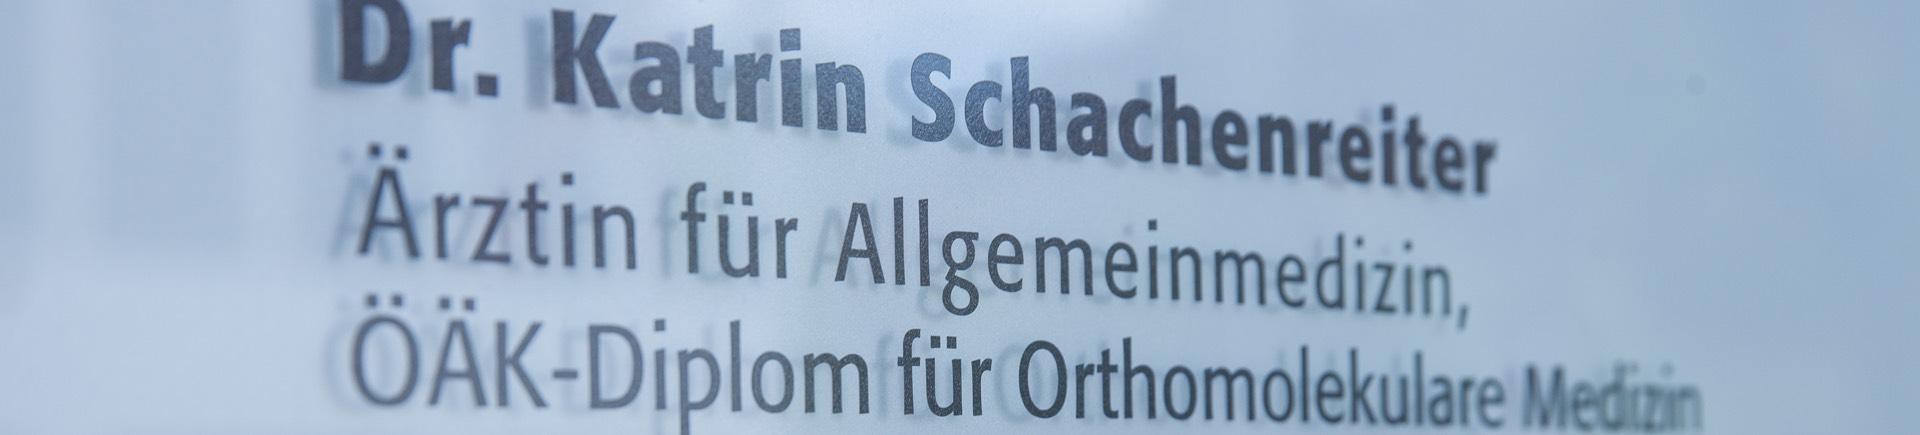 Dr. Katrin Schachenreiter
Ärztin für Allgemeinmedizin,
ÖÄK-Diplom für Orthomolekulare Medizin